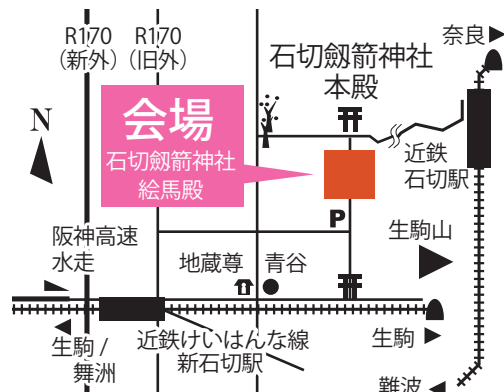 R170
(新外)
R170
(旧外)
奈良
石切劔箭神社
本殿
N
会場
石切劔箭神社
絵馬殿
近鉄
石切駅
P
阪神高速
水走
地蔵尊
青谷
生駒山
生駒 /
舞洲
近鉄けいはんな線
新石切駅
生駒
難波